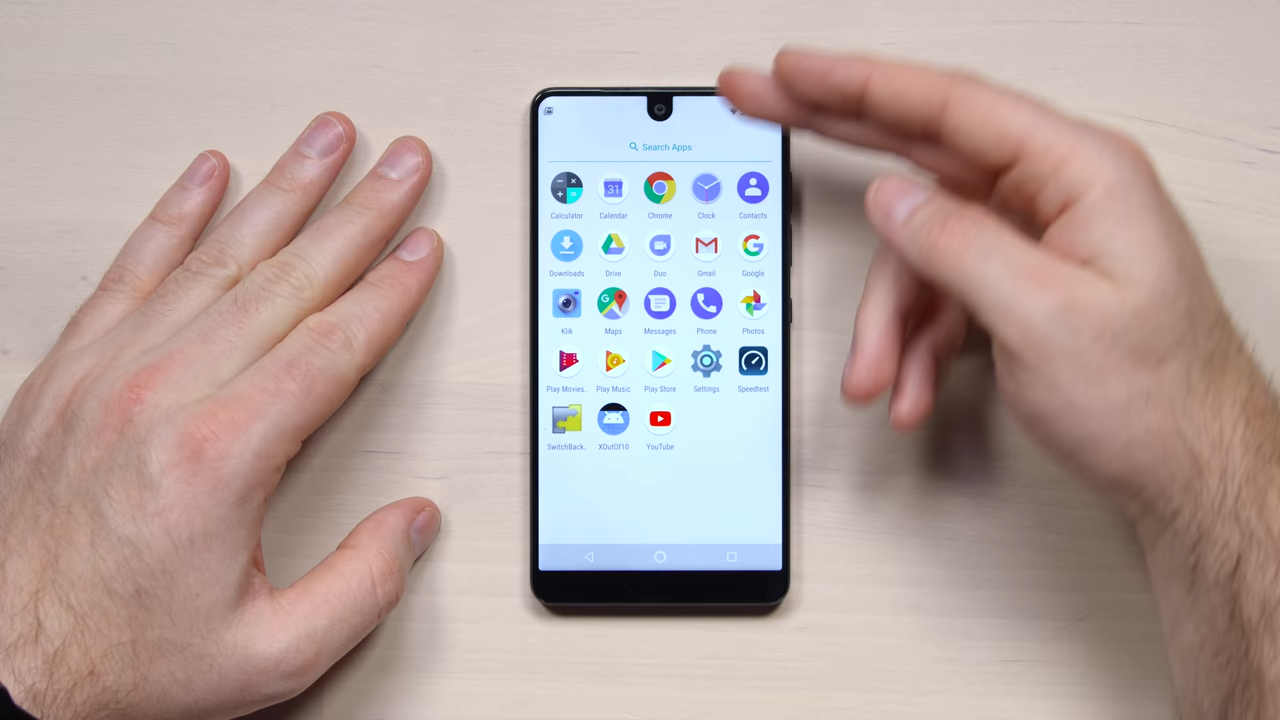 Search Apps
31
Calculator Calendar Chrome Clock Contacts
G
Downloads Drive Duo Gmail Google
G
Klik Maps Messages Phone Photos
Play Movies.. Play Music Play Store Settings Speedtest
SwitchBack.. XOutOf10 YouTube